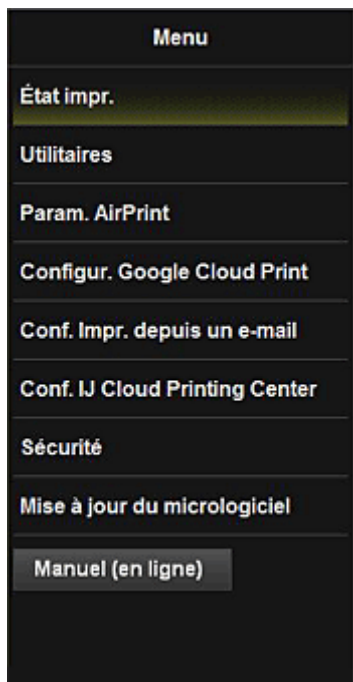 Menu
État impr.
Utilitaires
Param. AirPrint
Configur. Google Cloud Print
Conf. Impr. depuis un e-mail
Conf. IJ Cloud Printing Center
Sécurité
Mise à jour du micrologiciel
Manuel (en ligne)